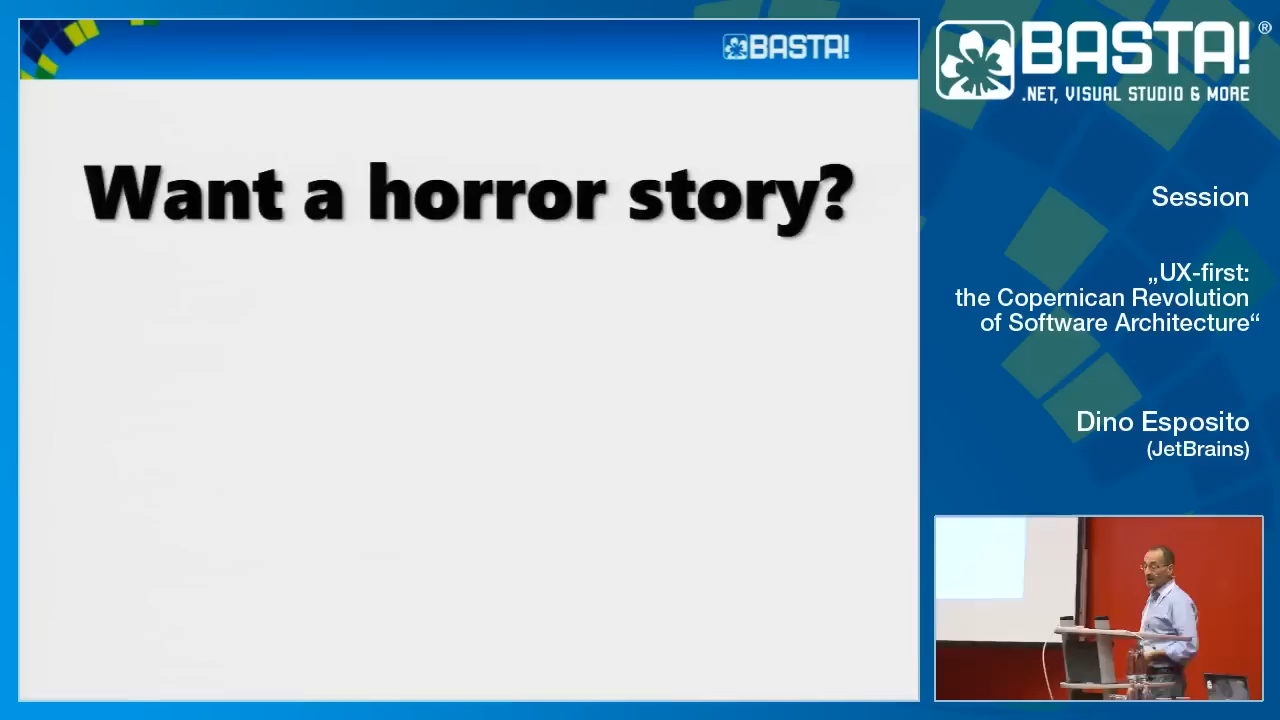 BASTA!
Want a horror story?
BASTA!®
.NET, VISUAL STUDIO & MORE
Session
„UX-first:
the Copernican Revolution
of Software Architecture“
Dino Esposito
(JetBrains)